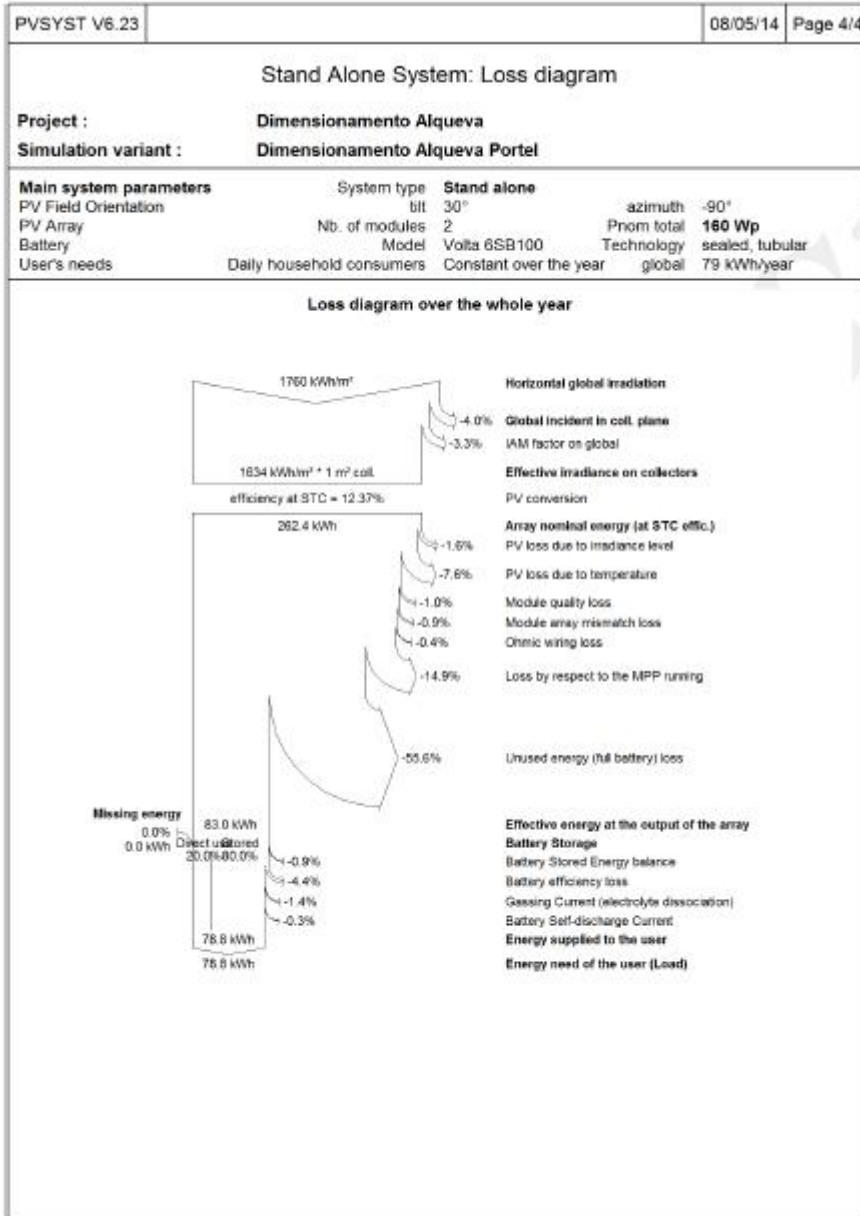 PVSYST V6.23 08/05/14 Page 4/4
Stand Alone System: Loss diagram
Project : Dimensionamento Alqueva
Simulation variant : Dimensionamento Alqueva Portel
Main system parameters System type Stand alone
PV Field Orientation tilt 30° azimuth -90°
PV Array Nb. of modules 2 Pnom total 160 Wp
Battery Model Volta 6SB100 Technology sealed, tubular
User's needs Daily household consumers Constant over the year global 79 kWh/year
Loss diagram over the whole year
1760 kWh/m² Horizontal global irradiation
-4.0% Global incident in coll. plane
-3.3% IAM factor on global
1634 kWh/m² * 1 m² coll. Effective irradiance on collectors
efficiency at STC = 12.37% PV conversion
262.4 kWh Array nominal energy (at STC effic.)
-1.6% PV loss due to irradiance level
-7.6% PV loss due to temperature
-1.0% Module quality loss
-0.9% Module array mismatch loss
-0.4% Ohmic wiring loss
-14.9% Loss by respect to the MPP running
-55.6% Unused energy (full battery) loss
Missing energy
83.0 kWh Effective energy at the output of the array
0.0% Battery Storage
0.0 kWh Direct use Stored
20.0% 80.0% -0.9% Battery Stored Energy balance
-4.4% Battery efficiency loss
-1.4% Gassing Current (electrolyte dissociation)
-0.3% Battery Self-discharge Current
78.8 kWh Energy supplied to the user
78.8 kWh Energy need of the user (Load)